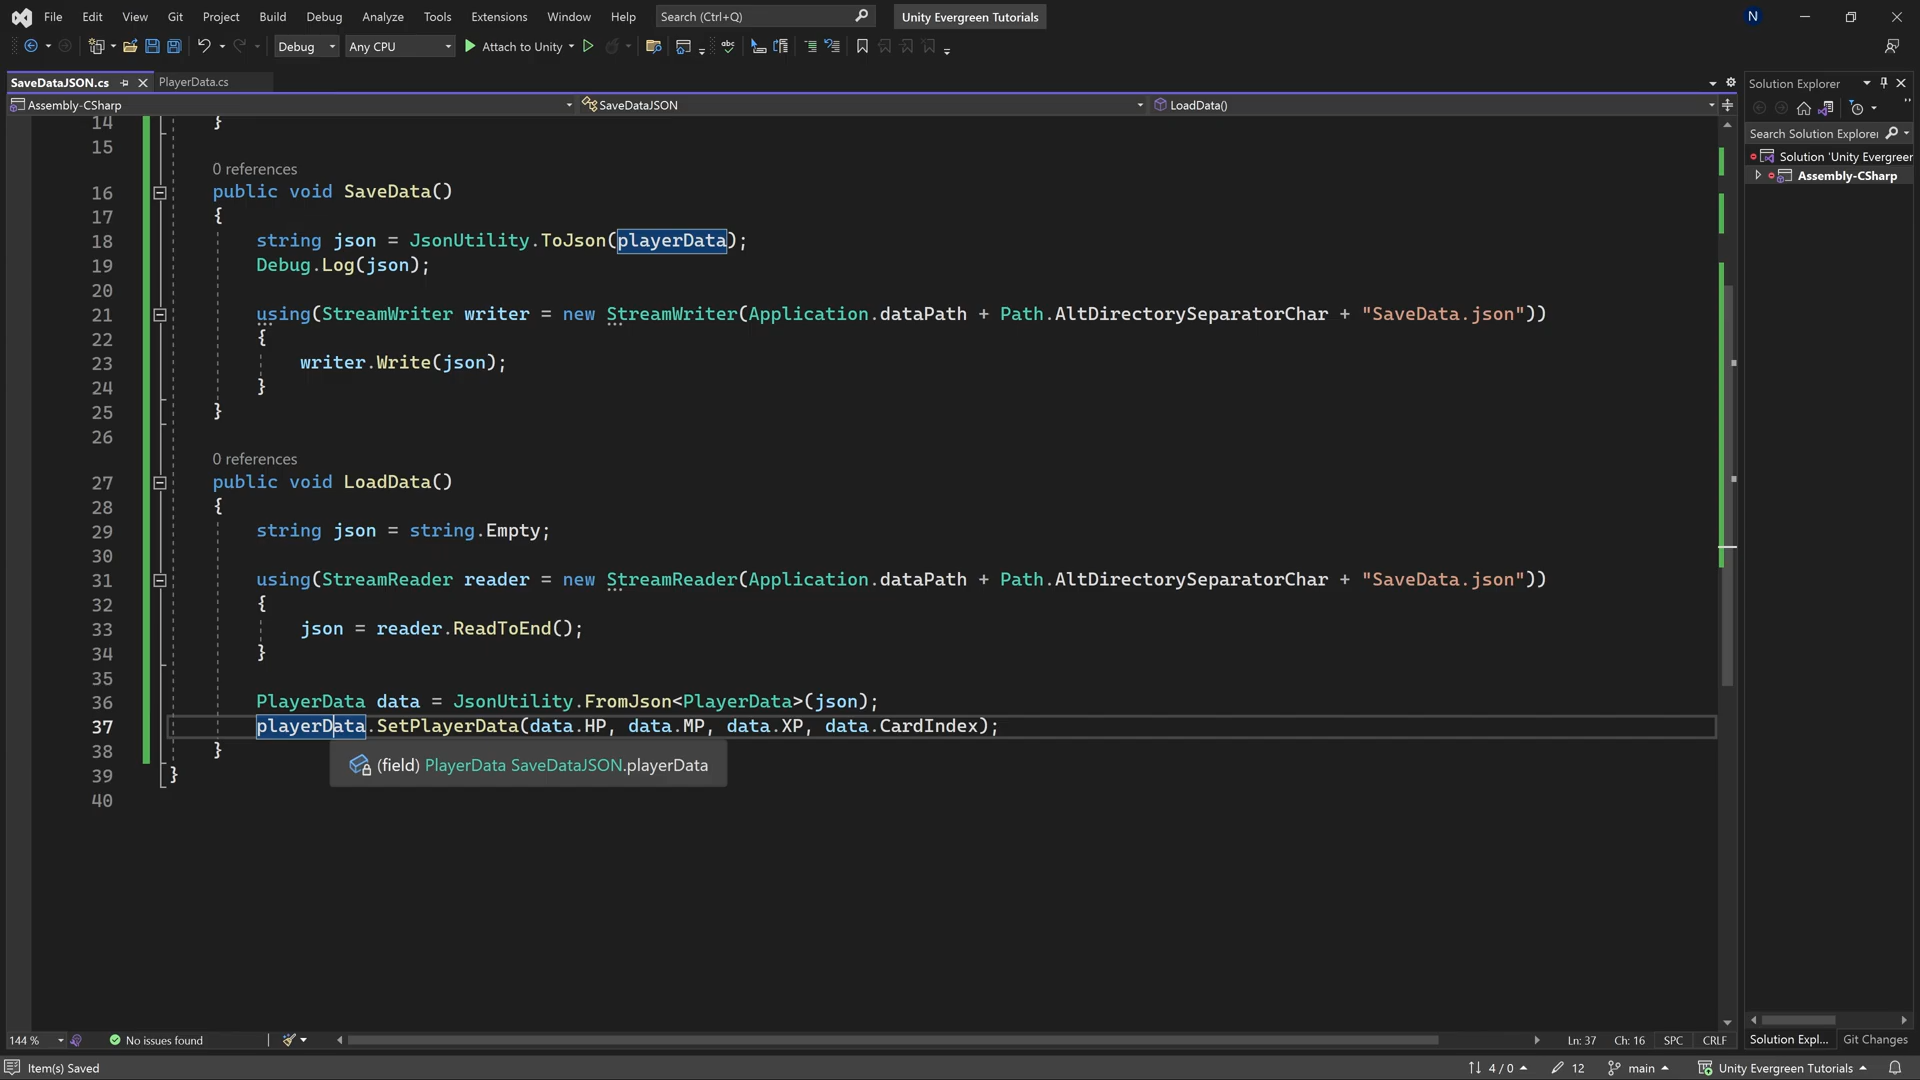 File Edit View Git Project Build Debug Analyze Tools Extensions Window Help Search (Ctrl+Q) Unity Evergreen Tutorials N
Debug Any CPU Attach to Unity
SaveDataJSON.cs PlayerData.cs Solution Explorer
Assembly-CSharp SaveDataJSON LoadData()
Search Solution Explorer
Solution 'Unity Evergreen
Assembly-CSharp
14 }
15
0 references
16 public void SaveData()
17 {
18 string json = JsonUtility.ToJson(playerData);
19 Debug.Log(json);
20
21 using(StreamWriter writer = new StreamWriter(Application.dataPath + Path.AltDirectorySeparatorChar + "SaveData.json"))
22 {
23 writer.Write(json);
24 }
25 }
26
0 references
27 public void LoadData()
28 {
29 string json = string.Empty;
30
31 using(StreamReader reader = new StreamReader(Application.dataPath + Path.AltDirectorySeparatorChar + "SaveData.json"))
32 {
33 json = reader.ReadToEnd();
34 }
35
36 PlayerData data = JsonUtility.FromJson<PlayerData>(json);
37 playerData.SetPlayerData(data.HP, data.MP, data.XP, data.CardIndex);
38 }
(field) PlayerData SaveDataJSON.playerData
39 }
40
144 % No issues found Ln: 37 Ch: 16 SPC CRLF Solution Expl... Git Changes
Item(s) Saved 4 / 0 12 main Unity Evergreen Tutorials